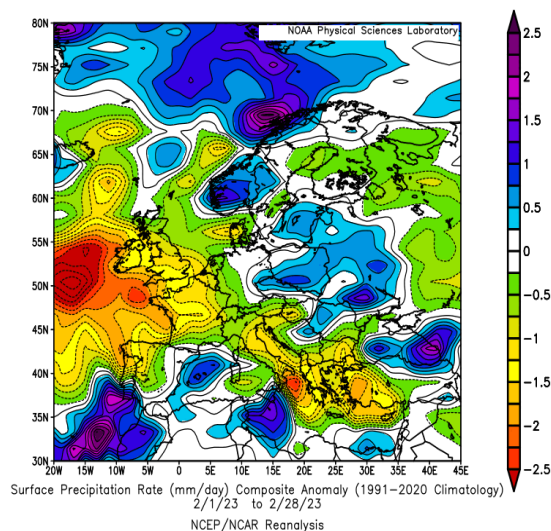 NOAA Physical Sciences Laboratory
80N
75N
70N
65N
60N
55N
50N
45N
40N
35N
30N
20W 15W 10W 5W 0 5E 10E 15E 20E 25E 30E 35E 40E 45E
2.5
2
1.5
1
0.5
0
−0.5
−1
−1.5
−2
−2.5
Surface Precipitation Rate (mm/day) Composite Anomaly (1991−2020 Climatology)
2/1/23 to 2/28/23
NCEP/NCAR Reanalysis